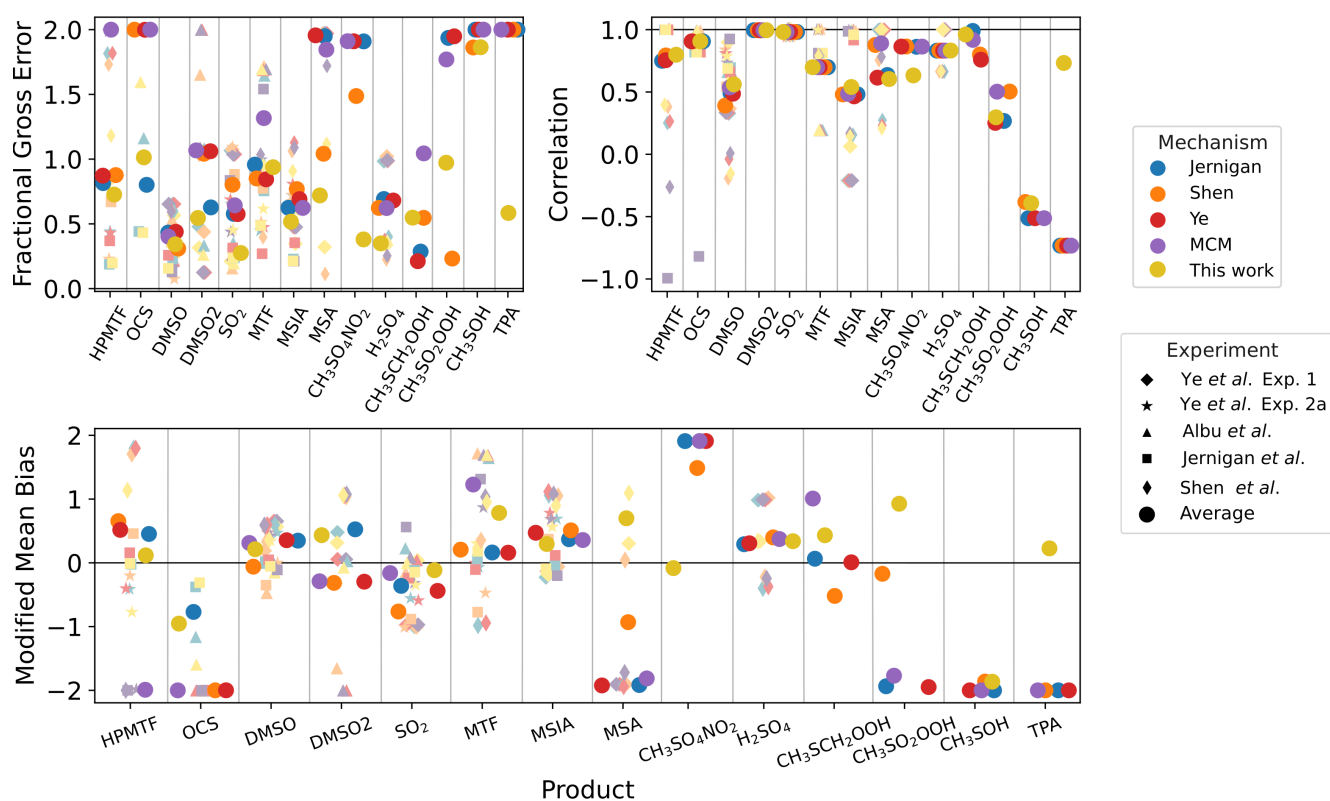 Fractional Gross Error
2.0
1.5
1.0
0.5
0.0
HPMTF
OCS
DMSO
DMSO2
SO₂
MTF
MSIA
MSA
CH₃SO₄NO₂
H₂SO₄
CH₃SCH₂OOH
CH₃SO₂OOH
CH₃SOH
TPA
Correlation
1.0
0.5
0.0
−0.5
−1.0
HPMTF
OCS
DMSO
DMSO2
SO₂
MTF
MSIA
MSA
CH₃SO₄NO₂
H₂SO₄
CH₃SCH₂OOH
CH₃SO₂OOH
CH₃SOH
TPA
Mechanism
Jernigan
Shen
Ye
MCM
This work
Experiment
Ye et al. Exp. 1
Ye et al. Exp. 2a
Albu et al.
Jernigan et al.
Shen et al.
Average
Modified Mean Bias
2
1
0
−1
−2
HPMTF
OCS
DMSO
DMSO2
SO₂
MTF
MSIA
MSA
CH₃SO₄NO₂
H₂SO₄
CH₃SCH₂OOH
CH₃SO₂OOH
CH₃SOH
TPA
Product